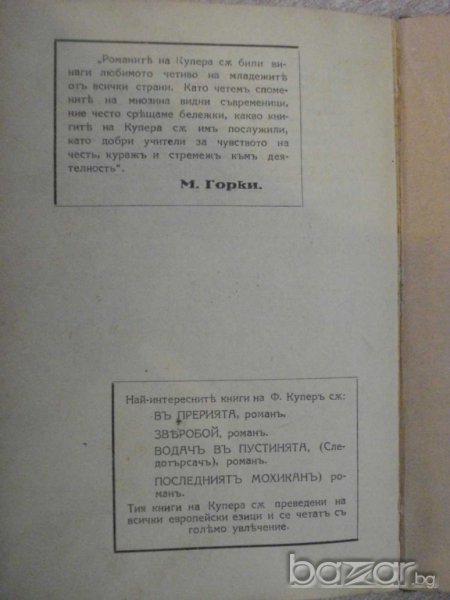 „Романитѣ на Купера сѫ били ви-
наги любимото четиво на младежитѣ
отъ всички страни. Като четемъ споме-
нитѣ на мнозина видни съвременици,
ние често срѣщаме бележки, какво кни-
гитѣ на Купера сѫ имъ послужили,
като добри учители за чувството на
честь, куражъ и стремежъ къмъ дея-
телность“.
М. Горки.
Най-интереснитѣ книги на Ф. Куперъ сѫ:
ВЪ ПРЕРИЯТА, романъ.
ЗВѢРОБОЙ, романъ.
ВОДАЧЪ ВЪ ПУСТИНЯТА, (Сле-
дотърсачъ), романъ.
ПОСЛЕДНИЯТЪ МОХИКАНЪ) ро-
манъ.
Тия книги на Купера сѫ преведени на
всички европейски езици и се четатъ съ
голѣмо увлѣчение.
bazar.bg